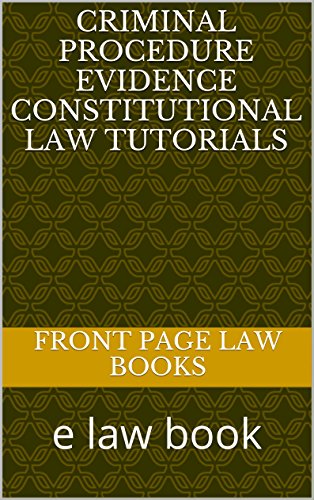 CRIMINAL
PROCEDURE
EVIDENCE
CONSTITUTIONAL
LAW TUTORIALS
FRONT PAGE LAW
BOOKS
e law book